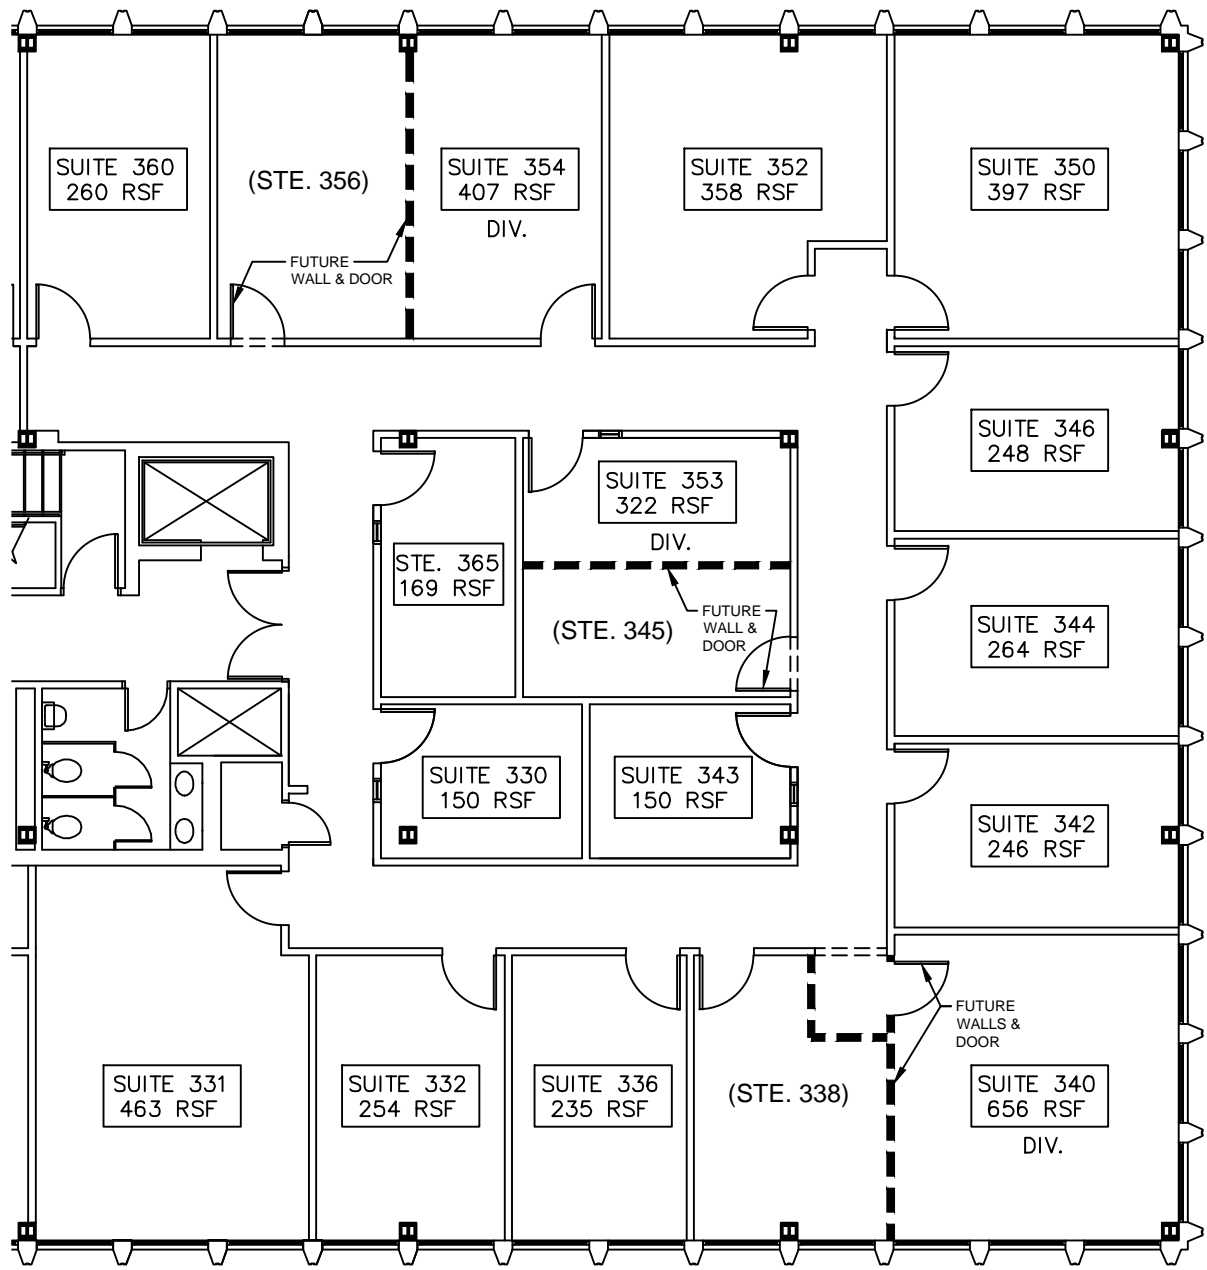 SUITE 360
260 RSF
(STE. 356)
SUITE 354
407 RSF
DIV.
SUITE 352
358 RSF
SUITE 350
397 RSF
FUTURE
WALL & DOOR
SUITE 346
248 RSF
SUITE 353
322 RSF
DIV.
STE. 365
169 RSF
(STE. 345)
FUTURE
WALL &
DOOR
SUITE 344
264 RSF
SUITE 330
150 RSF
SUITE 343
150 RSF
SUITE 342
246 RSF
FUTURE
WALLS &
DOOR
SUITE 331
463 RSF
SUITE 332
254 RSF
SUITE 336
235 RSF
(STE. 338)
SUITE 340
656 RSF
DIV.